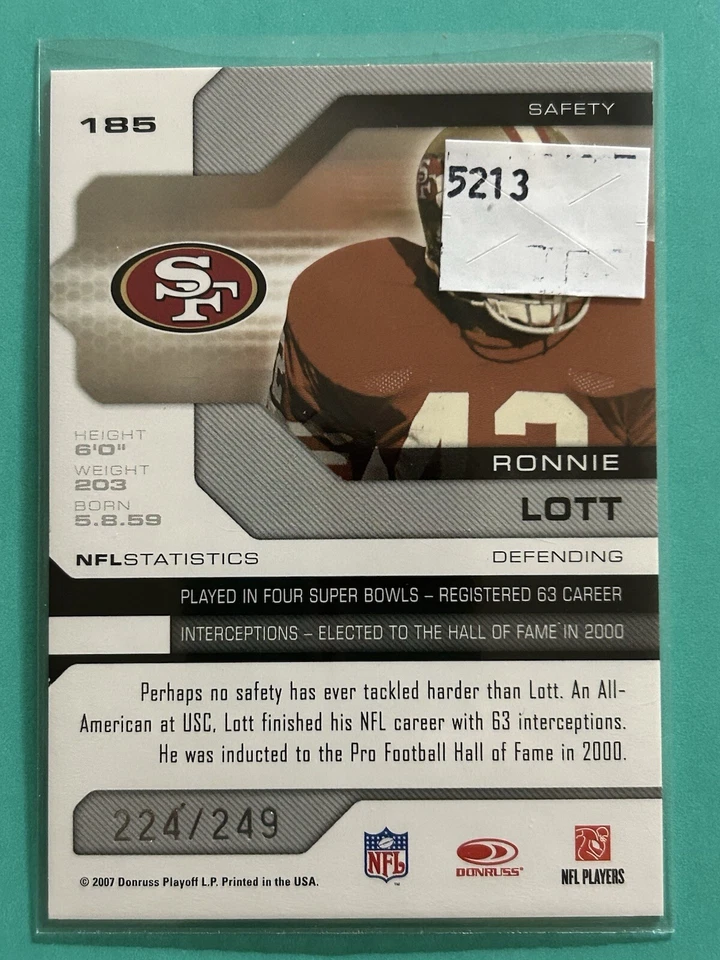 185
SAFETY
5213
SF
SF
42
HEIGHT
6'0"
WEIGHT
203
BORN
5.8.59
RONNIE
LOTT
NFLSTATISTICS
DEFENDING
PLAYED IN FOUR SUPER BOWLS – REGISTERED 63 CAREER
INTERCEPTIONS – ELECTED TO THE HALL OF FAME IN 2000
Perhaps no safety has ever tackled harder than Lott. An All-
American at USC, Lott finished his NFL career with 63 interceptions.
He was inducted to the Pro Football Hall of Fame in 2000.
224/249
NFL
™
DONRUSS®
NFL PLAYERS
© 2007 Donruss Playoff L.P. Printed in the USA.